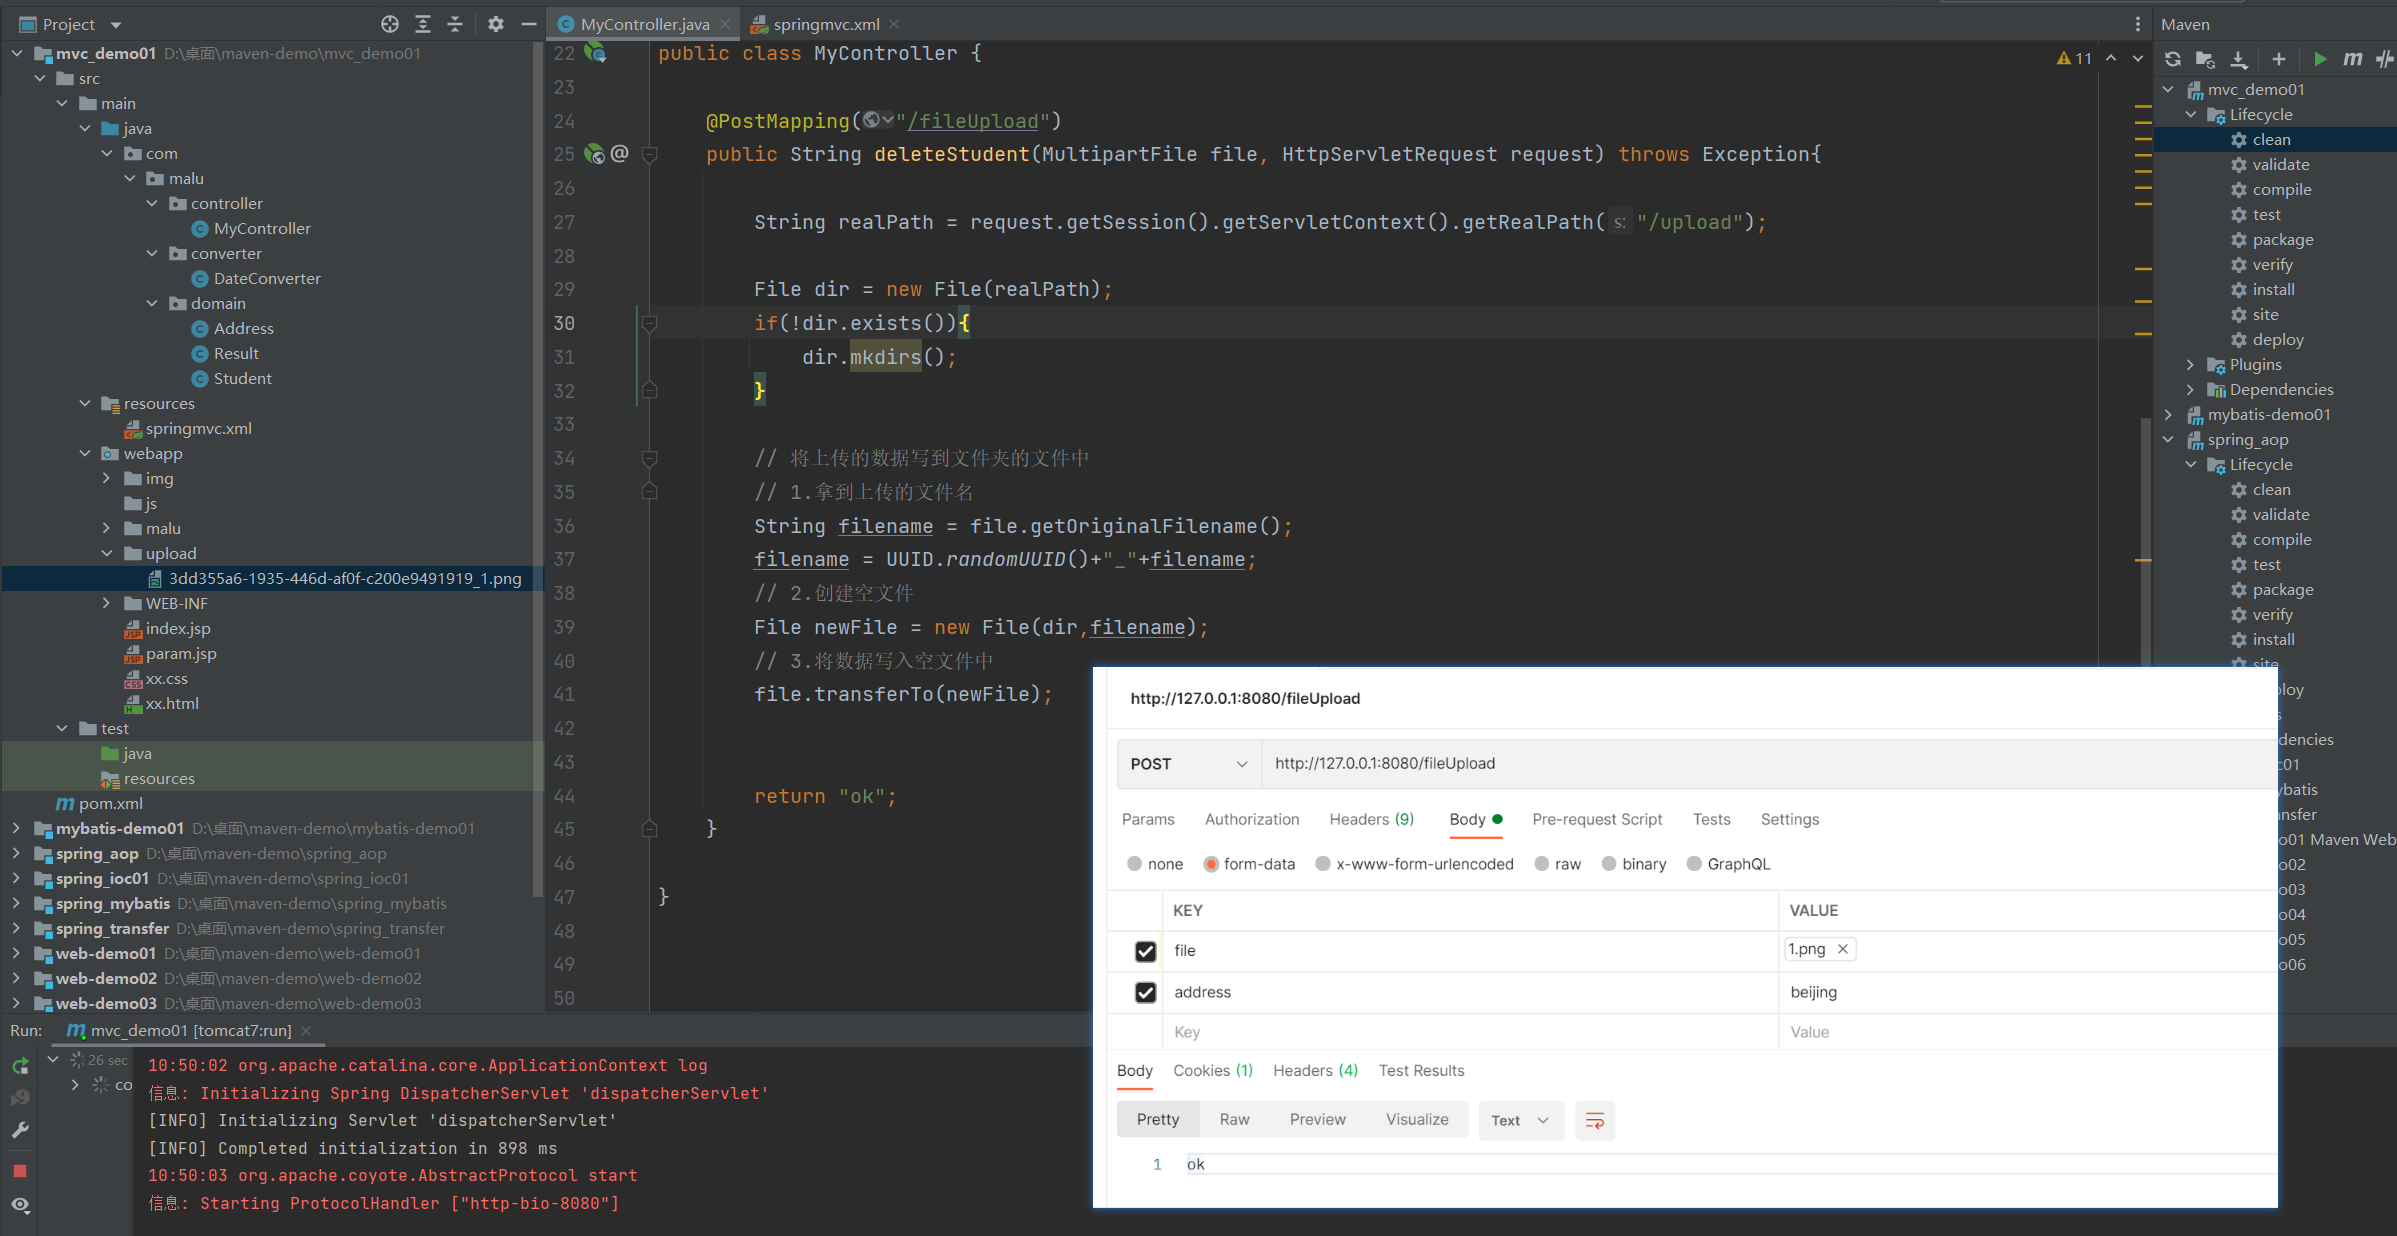 Project
mvc_demo01 D:\桌面\maven-demo\mvc_demo01
src
main
java
com
malu
controller
MyController
converter
DateConverter
domain
Address
Result
Student
resources
springmvc.xml
webapp
img
js
malu
upload
3dd355a6-1935-446d-af0f-c200e9491919_1.png
WEB-INF
index.jsp
param.jsp
xx.css
xx.html
test
java
resources
pom.xml
mybatis-demo01 D:\桌面\maven-demo\mybatis-demo01
spring_aop D:\桌面\maven-demo\spring_aop
spring_ioc01 D:\桌面\maven-demo\spring_ioc01
spring_mybatis D:\桌面\maven-demo\spring_mybatis
spring_transfer D:\桌面\maven-demo\spring_transfer
web-demo01 D:\桌面\maven-demo\web-demo01
web-demo02 D:\桌面\maven-demo\web-demo02
web-demo03 D:\桌面\maven-demo\web-demo03
MyController.java springmvc.xml
11
22 public class MyController {
23
24 @PostMapping("/fileUpload")
25 @ public String deleteStudent(MultipartFile file, HttpServletRequest request) throws Exception{
26
27 String realPath = request.getSession().getServletContext().getRealPath( s: "/upload");
28
29 File dir = new File(realPath);
30 if(!dir.exists()){
31 dir.mkdirs();
32 }
33
34 // 将上传的数据写到文件夹的文件中
35 // 1.拿到上传的文件名
36 String filename = file.getOriginalFilename();
37 filename = UUID.randomUUID()+"_"+filename;
38 // 2.创建空文件
39 File newFile = new File(dir,filename);
40 // 3.将数据写入空文件中
41 file.transferTo(newFile);
42
43
44 return "ok";
45 }
46
47 }
48
49
50
Maven
mvc_demo01
Lifecycle
clean
validate
compile
test
package
verify
install
site
deploy
Plugins
Dependencies
mybatis-demo01
spring_aop
Lifecycle
clean
validate
compile
test
package
verify
install
site
ploy
s
dencies
c01
ybatis
nsfer
o01 Maven Web
o02
o03
o04
o05
o06
http://127.0.0.1:8080/fileUpload
POST http://127.0.0.1:8080/fileUpload
Params Authorization Headers (9) Body Pre-request Script Tests Settings
none form-data x-www-form-urlencoded raw binary GraphQL
KEY VALUE
file 1.png
address beijing
Key Value
Body Cookies (1) Headers (4) Test Results
Pretty Raw Preview Visualize Text
1 ok
Run: mvc_demo01 [tomcat7:run]
26 sec
co
10:50:02 org.apache.catalina.core.ApplicationContext log
信息: Initializing Spring DispatcherServlet 'dispatcherServlet'
[INFO] Initializing Servlet 'dispatcherServlet'
[INFO] Completed initialization in 898 ms
10:50:03 org.apache.coyote.AbstractProtocol start
信息: Starting ProtocolHandler ["http-bio-8080"]